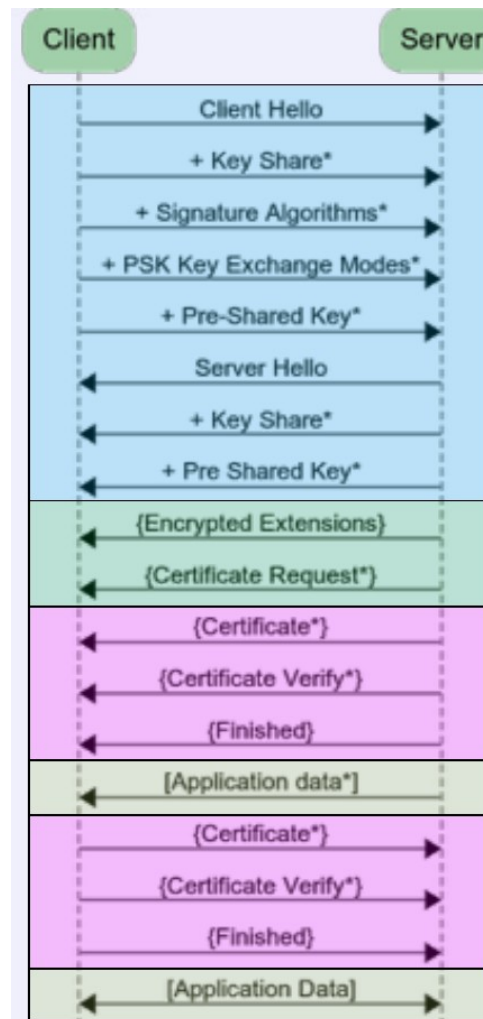 Client
Server
Client Hello
+ Key Share*
+ Signature Algorithms*
+ PSK Key Exchange Modes*
+ Pre-Shared Key*
Server Hello
+ Key Share*
+ Pre Shared Key*
{Encrypted Extensions}
{Certificate Request*}
{Certificate*}
{Certificate Verify*}
{Finished}
[Application data*]
{Certificate*}
{Certificate Verify*}
{Finished}
[Application Data]